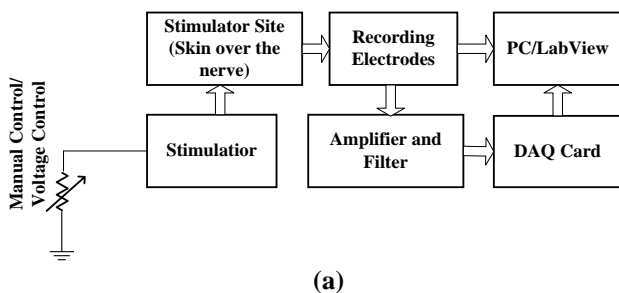 Stimulator Site
(Skin over the
nerve)
Recording
Electrodes
PC/LabView
Manual Control/
Voltage Control
Stimulatior
Amplifier and
Filter
DAQ Card
(a)